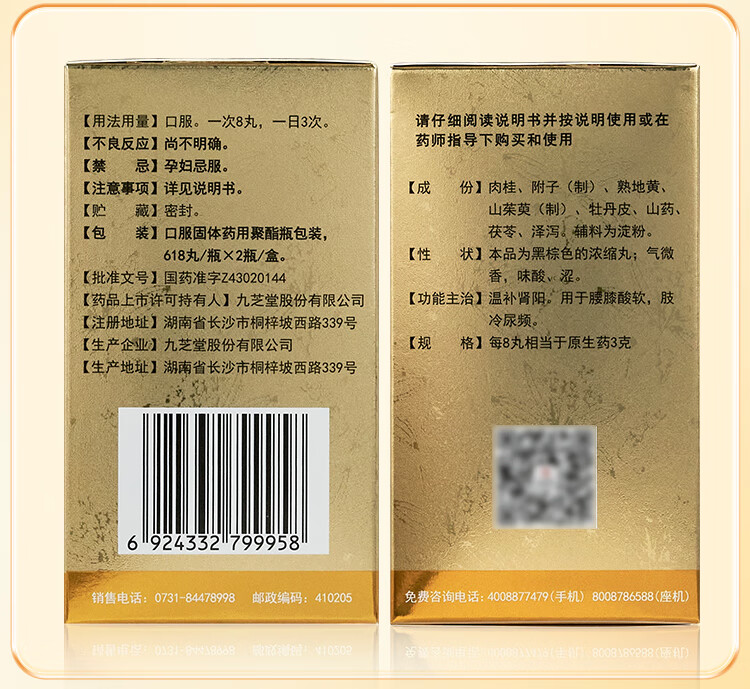 【用法用量】口服。一次8丸，一日3次。
【不良反应】尚不明确。
【禁　　忌】孕妇忌服。
【注意事项】详见说明书。
【贮　　藏】密封。
【包　　装】口服固体药用聚酯瓶包装，
618丸/瓶×2瓶/盒。
【批准文号】国药准字Z43020144
【药品上市许可持有人】九芝堂股份有限公司
【注册地址】湖南省长沙市桐梓坡西路339号
【生产企业】九芝堂股份有限公司
【生产地址】湖南省长沙市桐梓坡西路339号
6 924332 799958
销售电话：0731-84478998　邮政编码：410205
请仔细阅读说明书并按说明使用或在
药师指导下购买和使用
【成　　份】肉桂、附子（制）、熟地黄、
山茱萸（制）、牡丹皮、山药、
茯苓、泽泻。辅料为淀粉。
【性　　状】本品为黑棕色的浓缩丸；气微
香，味酸、涩。
【功能主治】温补肾阳。用于腰膝酸软，肢
冷尿频。
【规　　格】每8丸相当于原生药3克
免费咨询电话:4008877479(手机) 8008786588(座机)